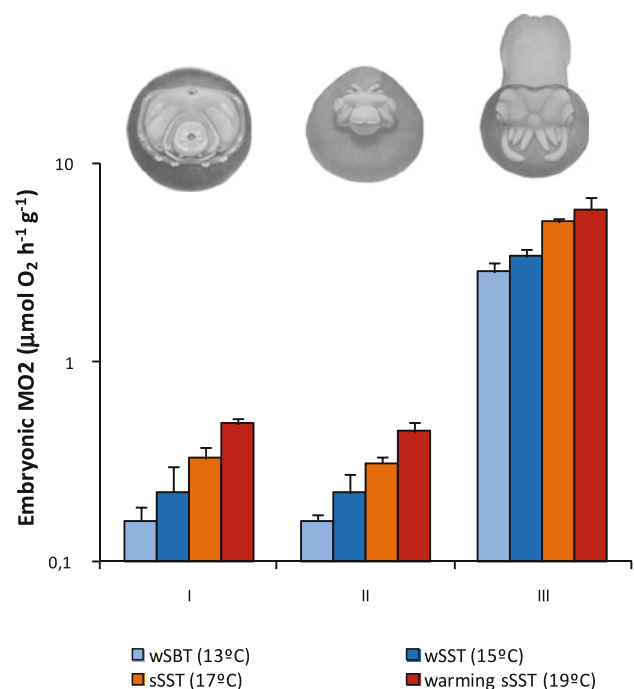 10
1
0,1
Embryonic MO2 (µmol O₂ h⁻¹ g⁻¹)
I II III
wSBT (13ºC) wSST (15ºC)
sSST (17ºC) warming sSST (19ºC)